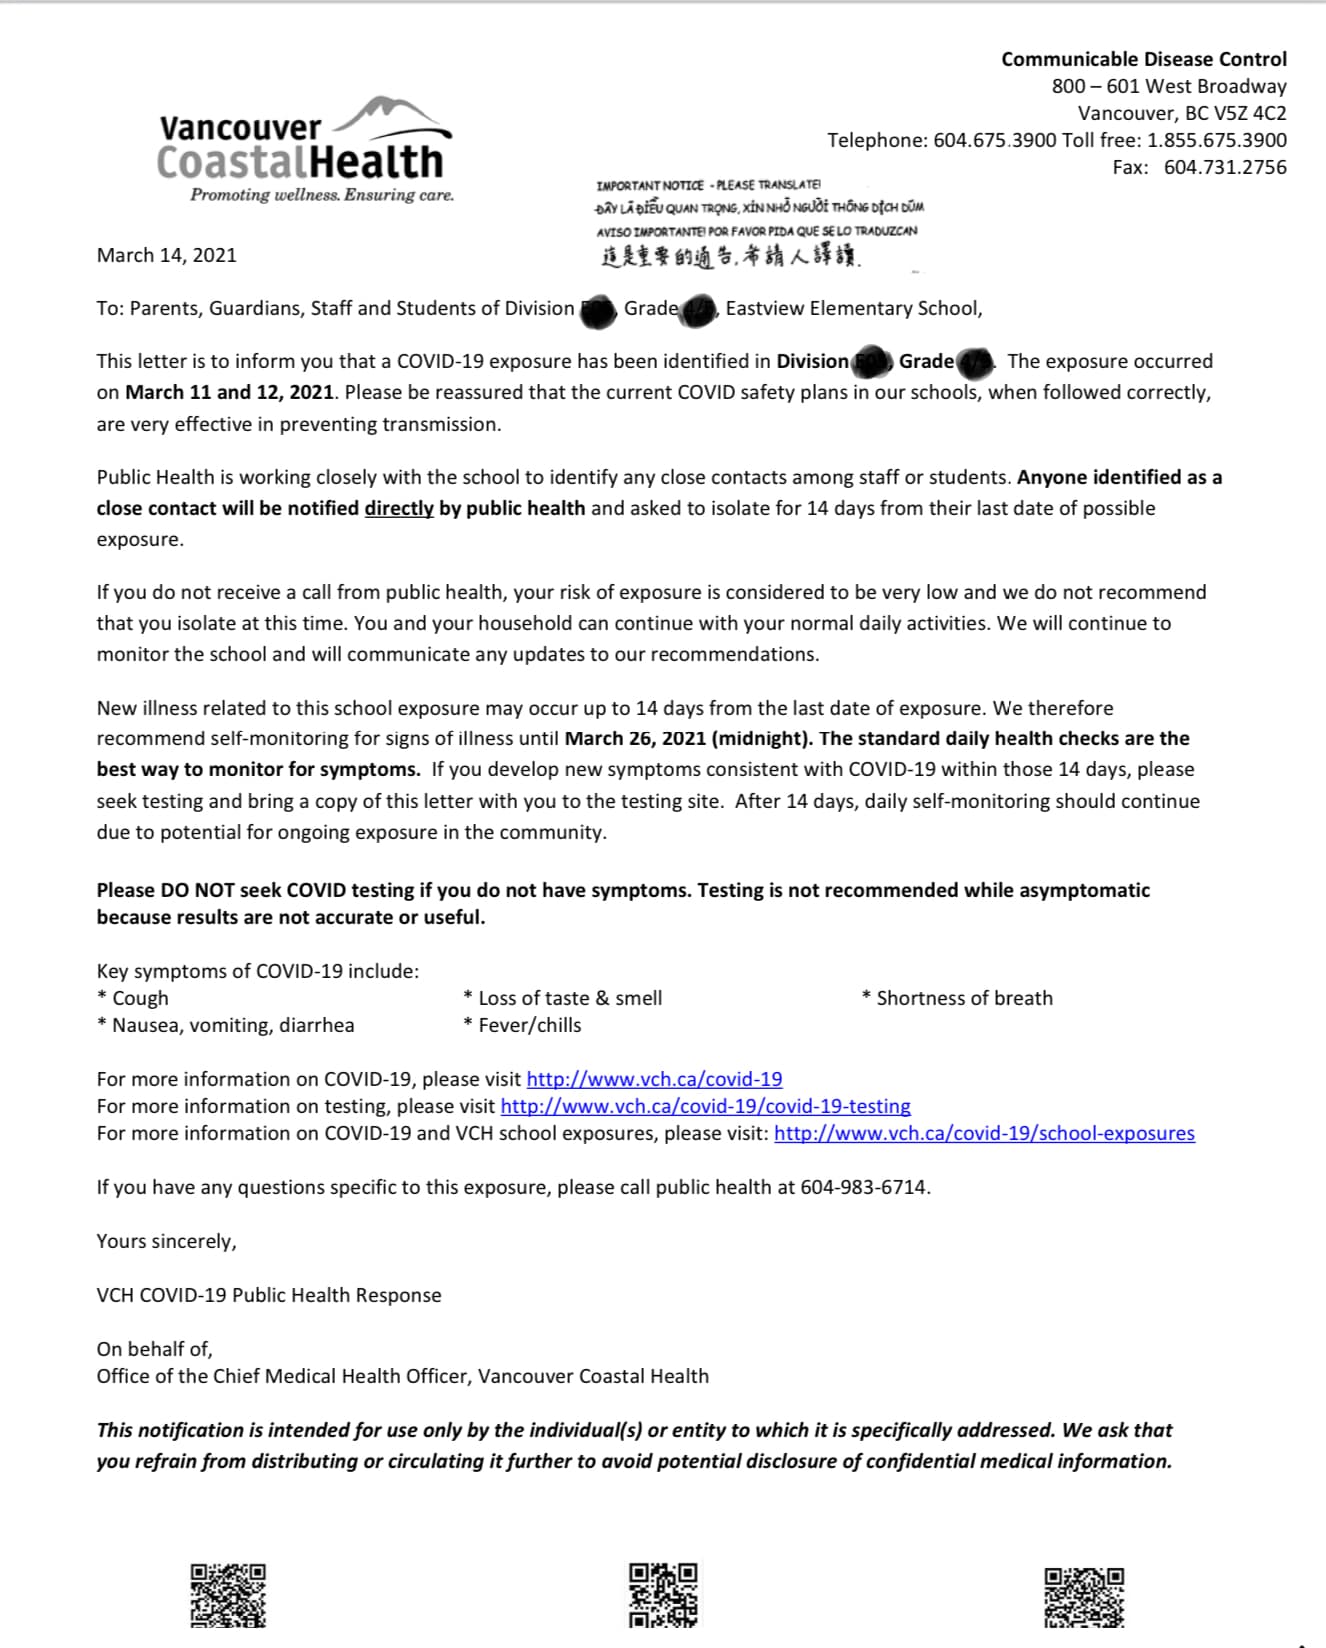 Communicable Disease Control
800 – 601 West Broadway
Vancouver, BC V5Z 4C2
Telephone: 604.675.3900 Toll free: 1.855.675.3900
Fax: 604.731.2756
Vancouver
CoastalHealth
Promoting wellness. Ensuring care.
IMPORTANT NOTICE - PLEASE TRANSLATE!
ĐÂY LÃ ĐIỀU QUAN TRỌNG, XIN NHỜ NGƯỜI THÔNG DỊCH DÙM
AVISO IMPORTANTE! POR FAVOR PIDA QUE SE LO TRADUZCAN
這是重要的通告,希請人譯讀.
March 14, 2021
To: Parents, Guardians, Staff and Students of Division , Grade , Eastview Elementary School,
This letter is to inform you that a COVID-19 exposure has been identified in Division , Grade . The exposure occurred
on March 11 and 12, 2021. Please be reassured that the current COVID safety plans in our schools, when followed correctly,
are very effective in preventing transmission.
Public Health is working closely with the school to identify any close contacts among staff or students. Anyone identified as a
close contact will be notified directly by public health and asked to isolate for 14 days from their last date of possible
exposure.
If you do not receive a call from public health, your risk of exposure is considered to be very low and we do not recommend
that you isolate at this time. You and your household can continue with your normal daily activities. We will continue to
monitor the school and will communicate any updates to our recommendations.
New illness related to this school exposure may occur up to 14 days from the last date of exposure. We therefore
recommend self-monitoring for signs of illness until March 26, 2021 (midnight). The standard daily health checks are the
best way to monitor for symptoms. If you develop new symptoms consistent with COVID-19 within those 14 days, please
seek testing and bring a copy of this letter with you to the testing site. After 14 days, daily self-monitoring should continue
due to potential for ongoing exposure in the community.
Please DO NOT seek COVID testing if you do not have symptoms. Testing is not recommended while asymptomatic
because results are not accurate or useful.
Key symptoms of COVID-19 include:
* Cough * Loss of taste & smell * Shortness of breath
* Nausea, vomiting, diarrhea * Fever/chills
For more information on COVID-19, please visit http://www.vch.ca/covid-19
For more information on testing, please visit http://www.vch.ca/covid-19/covid-19-testing
For more information on COVID-19 and VCH school exposures, please visit: http://www.vch.ca/covid-19/school-exposures
If you have any questions specific to this exposure, please call public health at 604-983-6714.
Yours sincerely,
VCH COVID-19 Public Health Response
On behalf of,
Office of the Chief Medical Health Officer, Vancouver Coastal Health
This notification is intended for use only by the individual(s) or entity to which it is specifically addressed. We ask that
you refrain from distributing or circulating it further to avoid potential disclosure of confidential medical information.